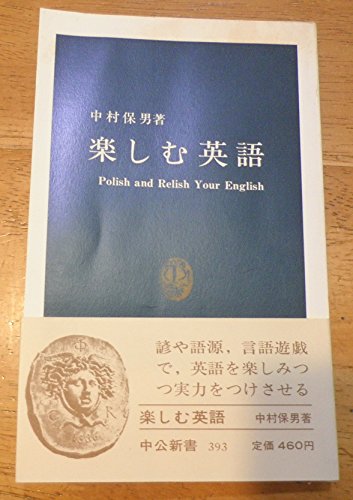 中村保男著
楽しむ英語
Polish and Relish Your English
諺や語源，言語遊戯
で，英語を楽しみつ
つ実力をつけさせる
楽しむ英語 中村保男著
中公新書 393 定価 460円